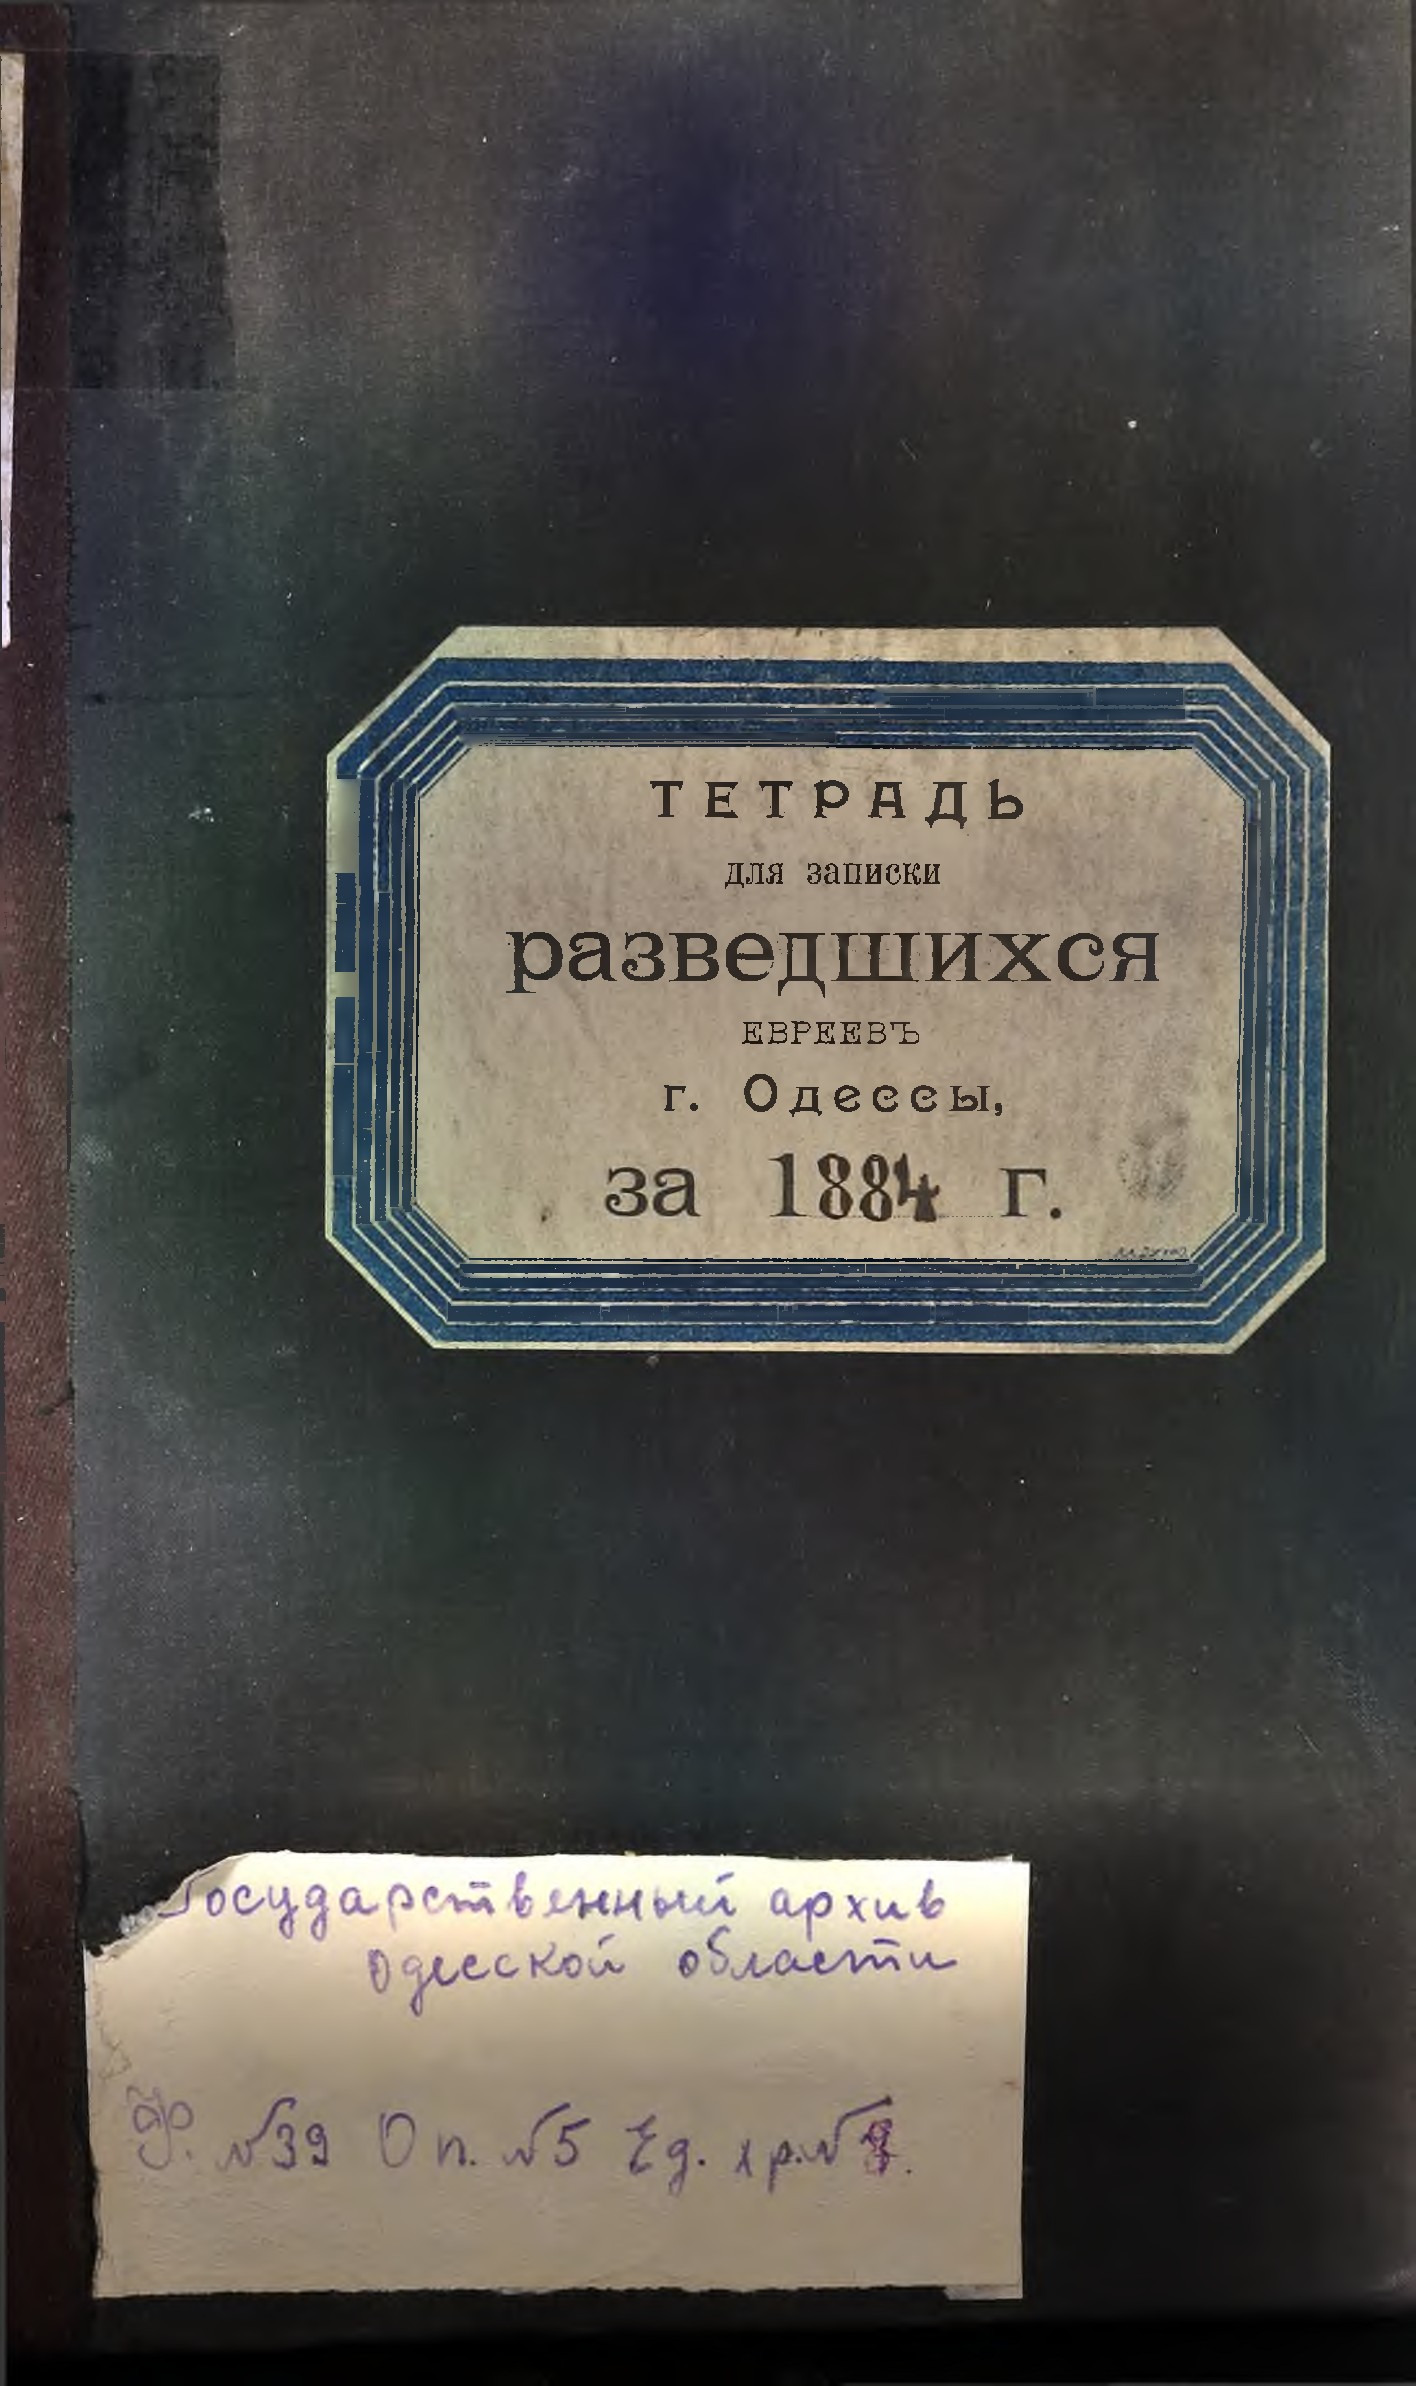 ТЕТРАДЬ
для записки
разведшихся
ЕВРЕЕВЪ
г. Одессы,
за 1884 г.
Государственный архив
Одесской области
Ф. №39 Оп. №5 Ед. хр. №